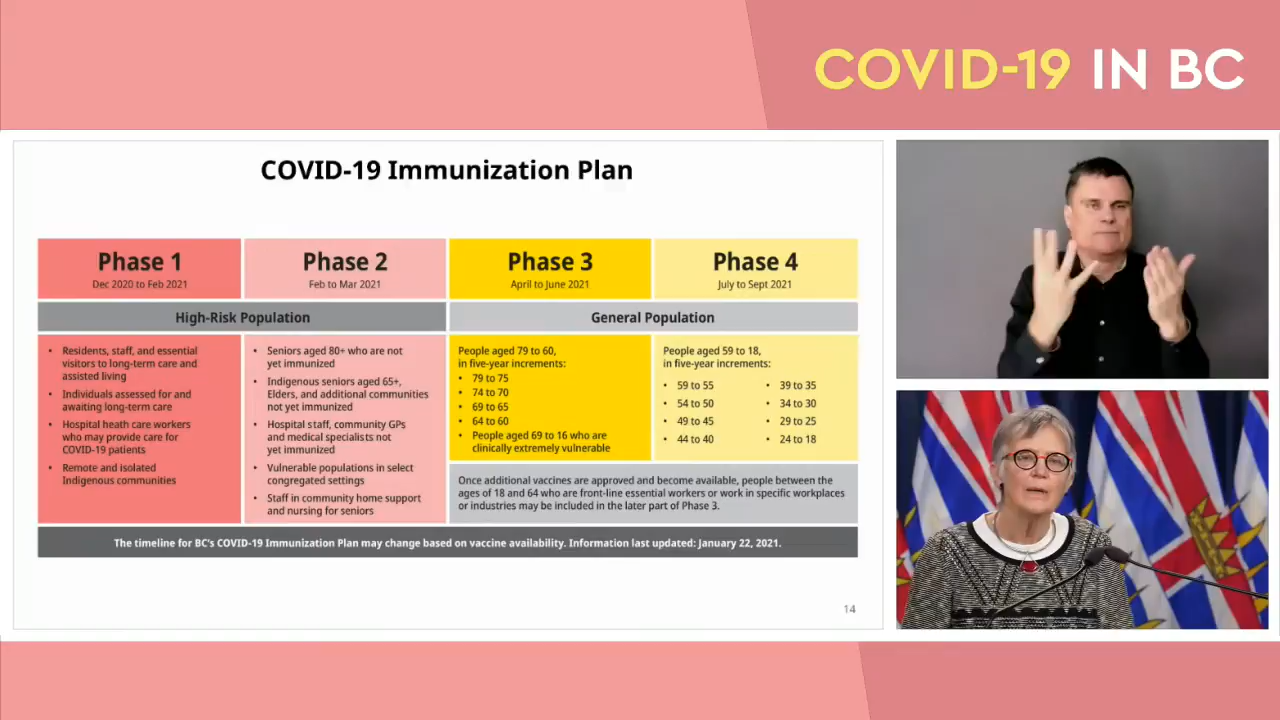 COVID-19 IN BC
COVID-19 Immunization Plan
Phase 1
Dec 2020 to Feb 2021
Phase 2
Feb to Mar 2021
Phase 3
April to June 2021
Phase 4
July to Sept 2021
High-Risk Population
General Population
• Residents, staff, and essential
visitors to long-term care and
assisted living
• Individuals assessed for and
awaiting long-term care
• Hospital heath care workers
who may provide care for
COVID-19 patients
• Remote and isolated
Indigenous communities
• Seniors aged 80+ who are not
yet immunized
• Indigenous seniors aged 65+,
Elders, and additional communities
not yet immunized
• Hospital staff, community GPs
and medical specialists not
yet immunized
• Vulnerable populations in select
congregated settings
• Staff in community home support
and nursing for seniors
People aged 79 to 60,
in five-year increments:
• 79 to 75
• 74 to 70
• 69 to 65
• 64 to 60
• People aged 69 to 16 who are
clinically extremely vulnerable
People aged 59 to 18,
in five-year increments:
• 59 to 55
• 54 to 50
• 49 to 45
• 44 to 40
• 39 to 35
• 34 to 30
• 29 to 25
• 24 to 18
Once additional vaccines are approved and become available, people between the
ages of 18 and 64 who are front-line essential workers or work in specific workplaces
or industries may be included in the later part of Phase 3.
The timeline for BC's COVID-19 Immunization Plan may change based on vaccine availability. Information last updated: January 22, 2021.
14